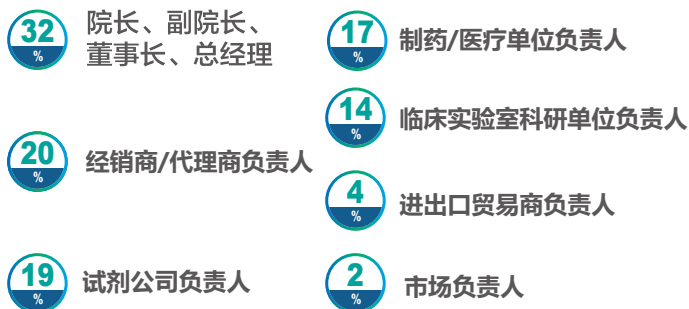 32
%
院长、副院长、
董事长、总经理
20
%
经销商/代理商负责人
19
%
试剂公司负责人
17
%
制药/医疗单位负责人
14
%
临床实验室科研单位负责人
4
%
进出口贸易商负责人
2
%
市场负责人